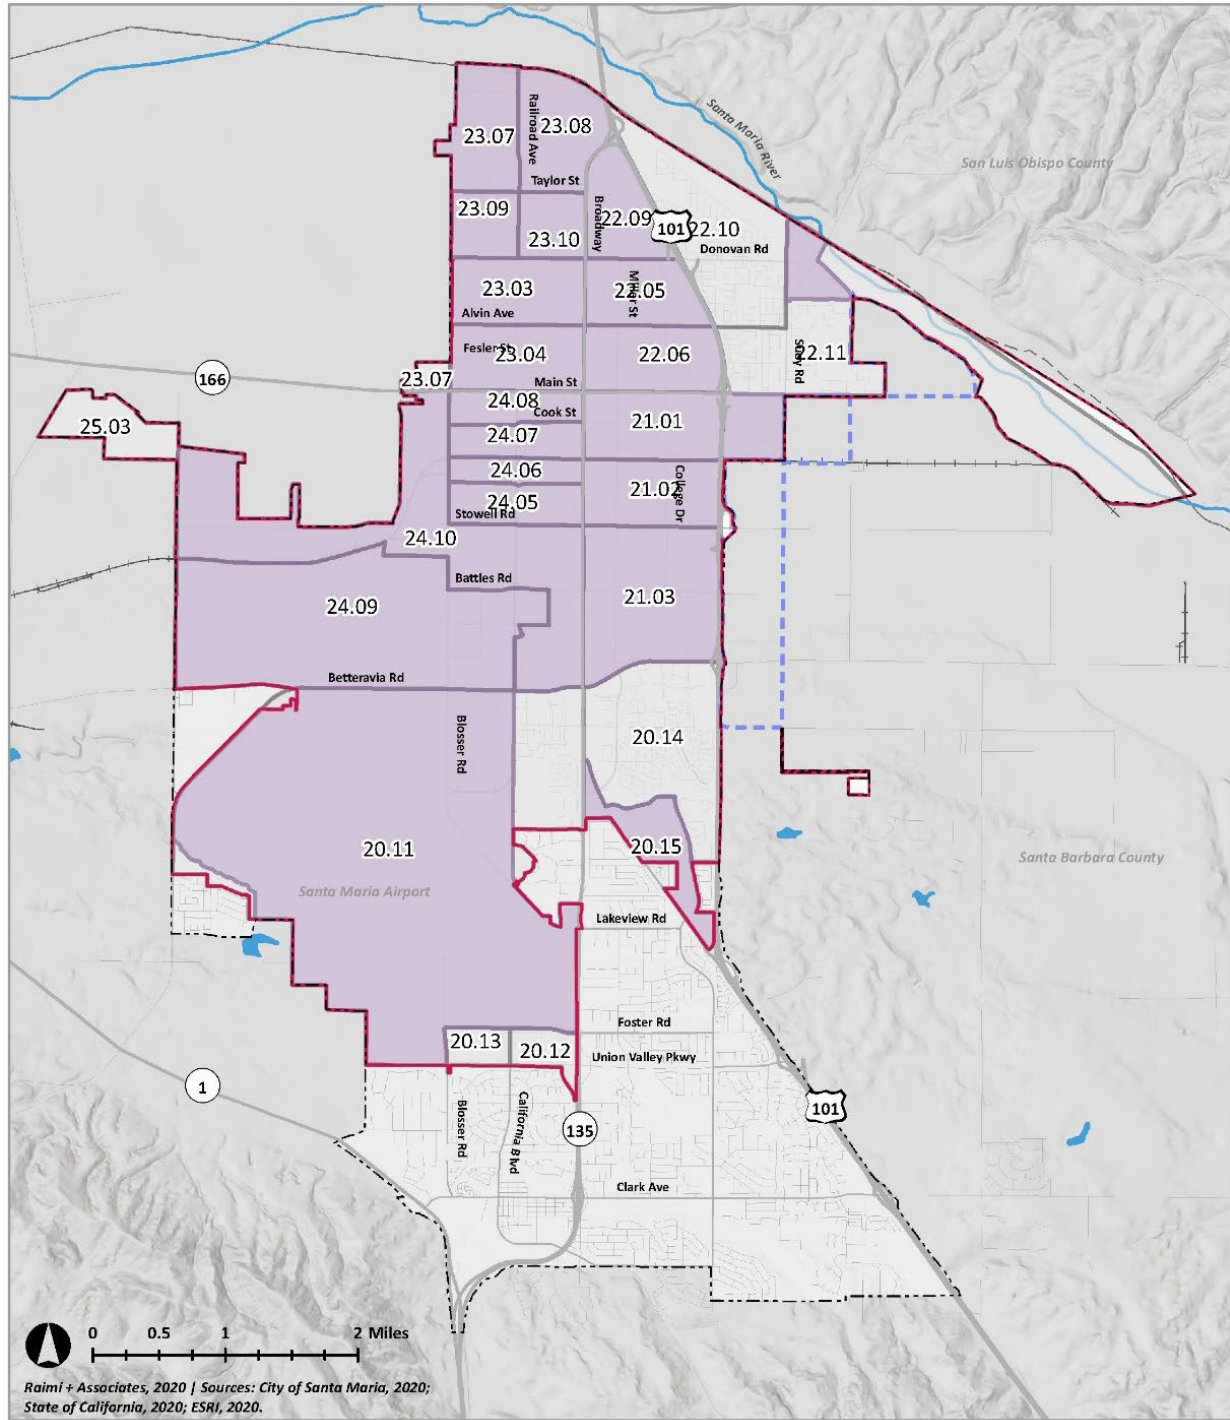 Santa Maria River
San Luis Obispo County
23.07
Railroad Ave
23.08
Taylor St
23.09
23.10
Broadway
22.09
101
22.10
Donovan Rd
23.03
Miller St
22.05
Alvin Ave
Fesler St
23.04
22.06
Suey Rd
22.11
166
23.07
Main St
24.08
Cook St
21.01
25.03
24.07
24.06
24.05
21.02
College Dr
Stowell Rd
24.10
Battles Rd
24.09
21.03
Betteravia Rd
Blosser Rd
20.14
20.11
20.15
Santa Maria Airport
Santa Barbara County
Lakeview Rd
Foster Rd
20.13
20.12
Union Valley Pkwy
1
101
Blosser Rd
California Blvd
135
Clark Ave
0 0.5 1 2 Miles
Raimi + Associates, 2020 | Sources: City of Santa Maria, 2020;
State of California, 2020; ESRI, 2020.